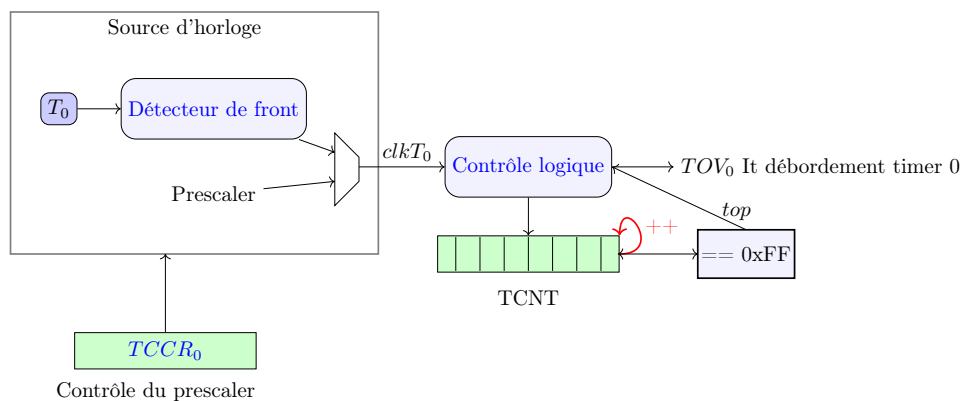 Source d'horloge
T₀
Détecteur de front
Prescaler
clkT₀
Contrôle logique
TOV₀ It débordement timer 0
top
++
== 0xFF
TCNT
TCCR₀
Contrôle du prescaler